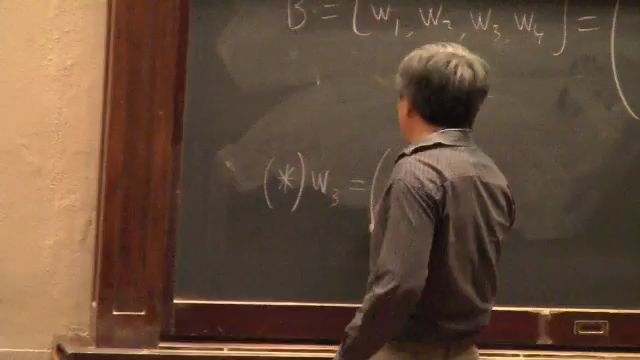 B = [w₁, w₂, w₃, w₄] = (
(*) w₃ = (